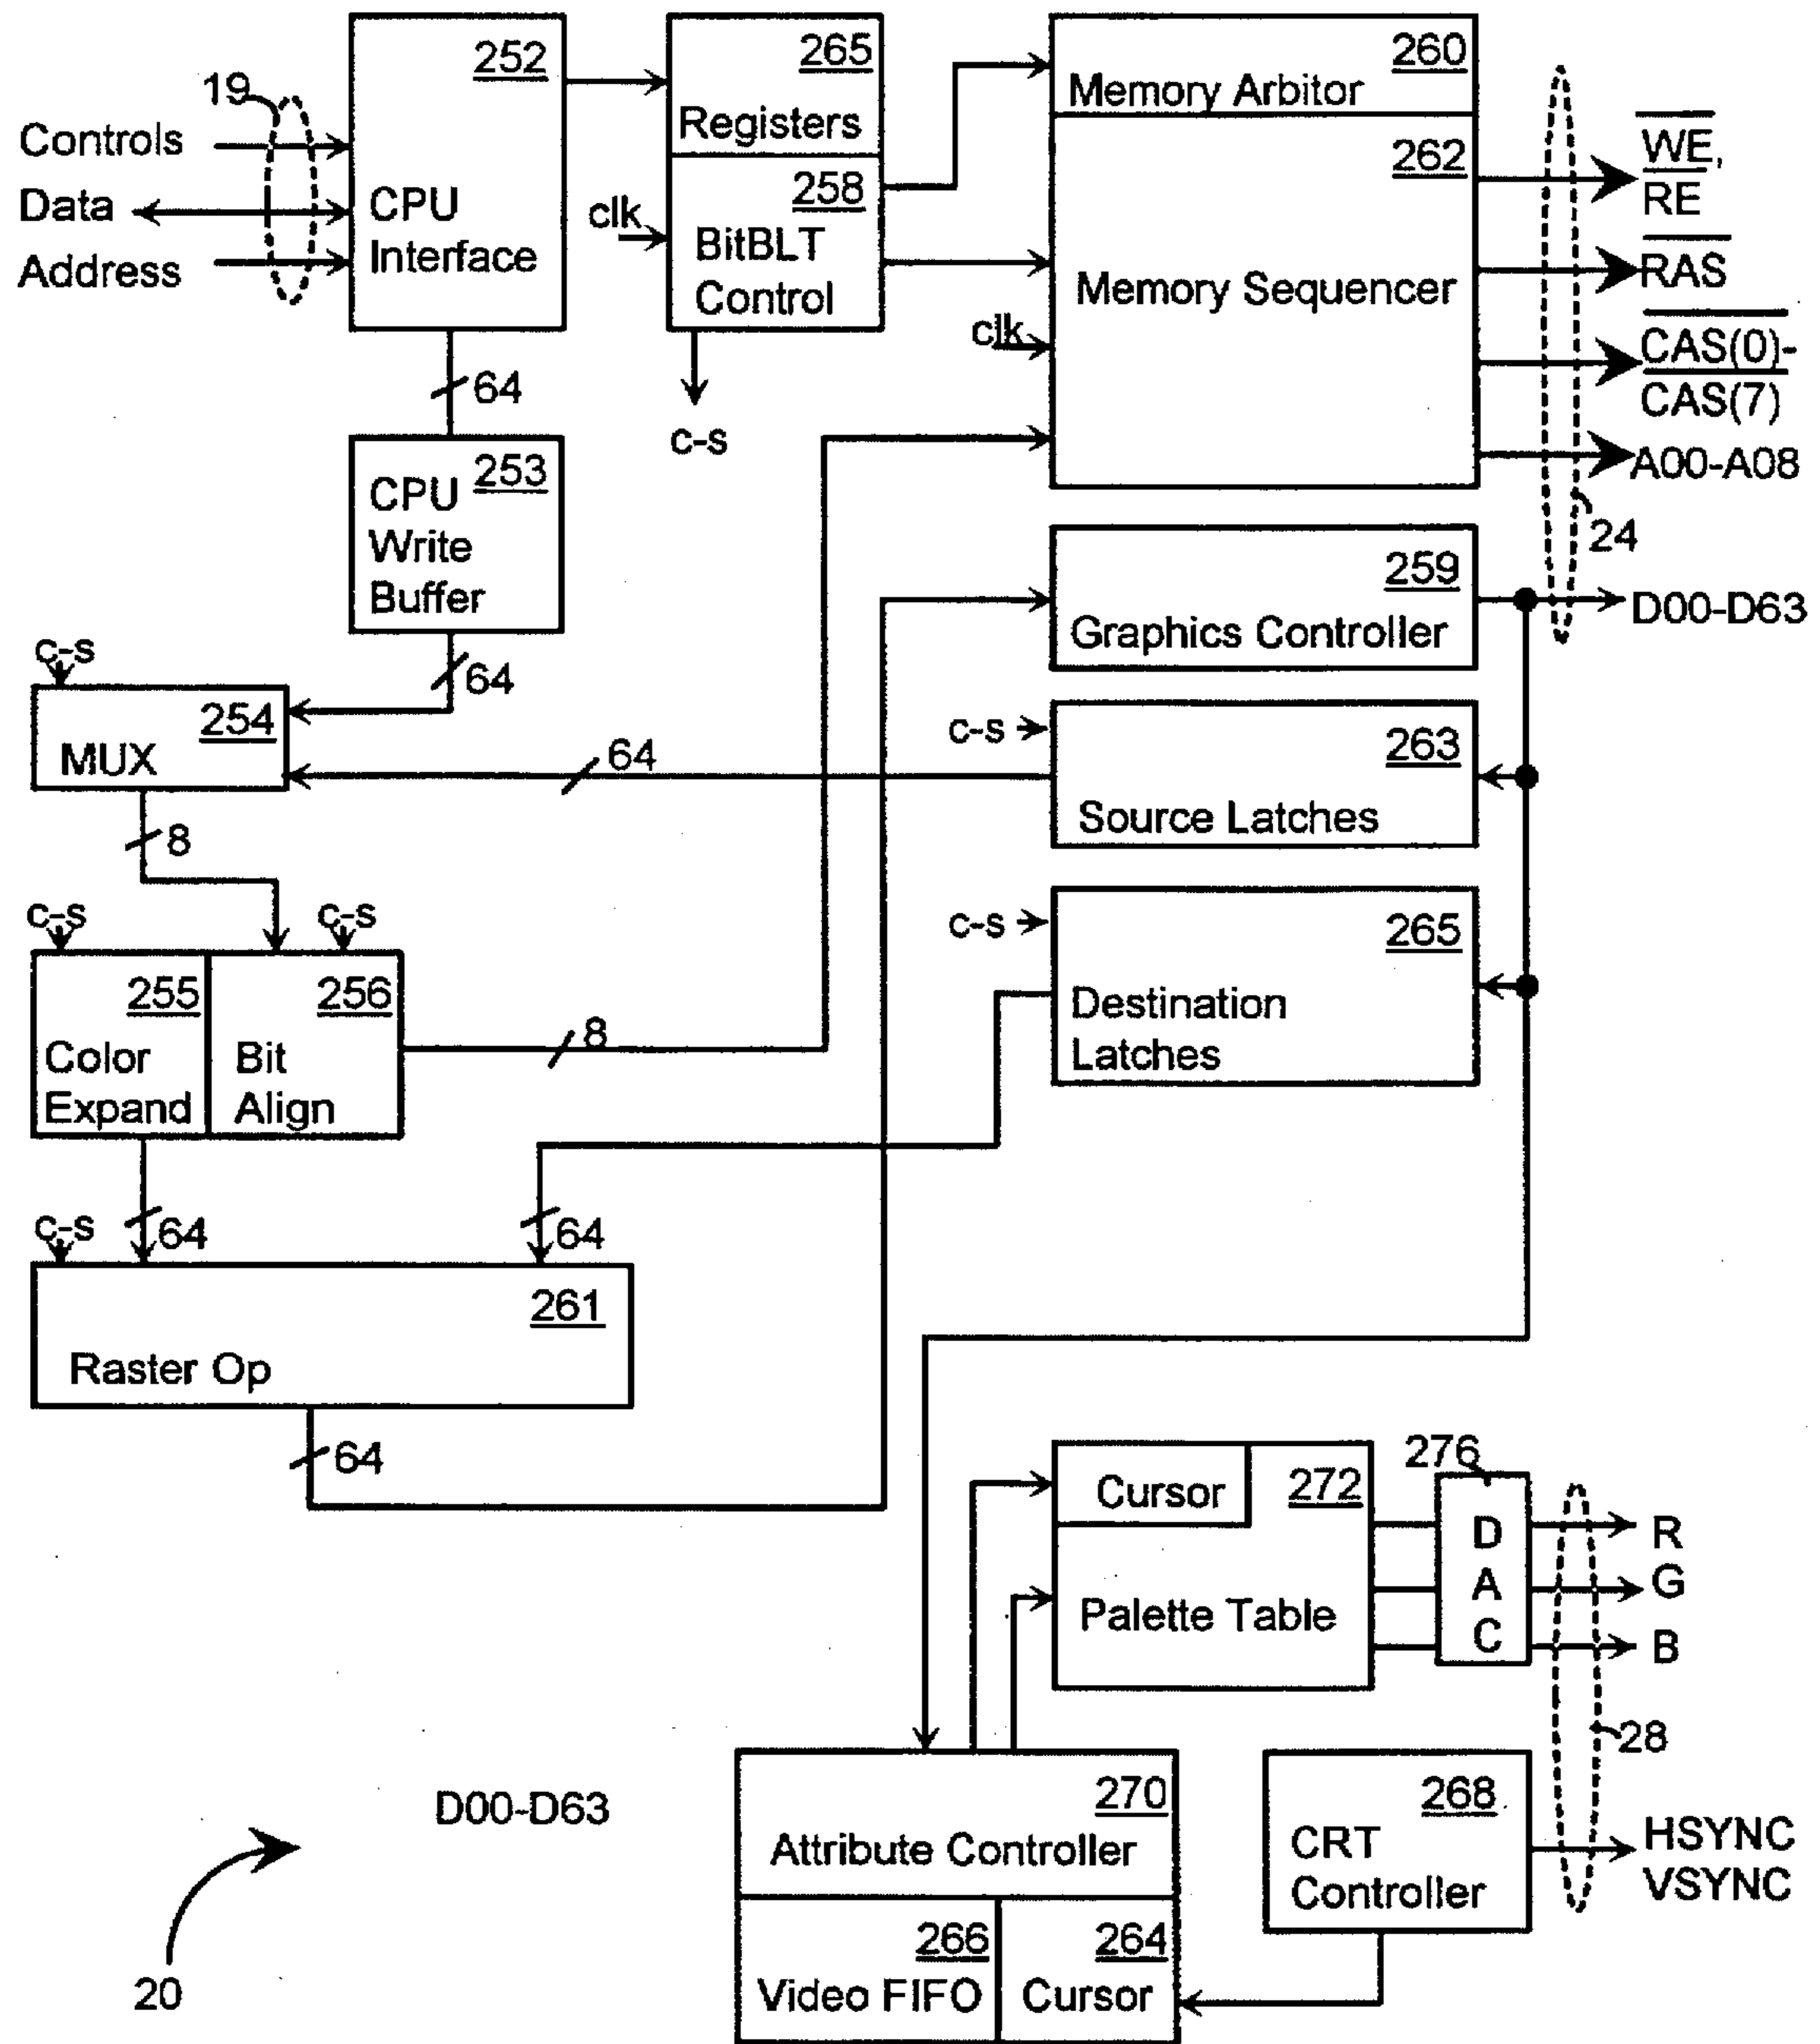 19
Controls
Data
Address
252
CPU
Interface
64
265
Registers
258
BitBLT
Control
clk
c-s
260
Memory Arbitor
262
Memory Sequencer
clk
WE,
RE
RAS
CAS(0)-
CAS(7)
A00-A08
24
253
CPU
Write
Buffer
64
259
Graphics Controller
D00-D63
c-s
254
MUX
64
c-s
263
Source Latches
8
c-s
c-s
255
Color
Expand
256
Bit
Align
8
c-s
265
Destination
Latches
c-s
64
64
261
Raster Op
64
Cursor
272
Palette Table
276
D
A
C
R
G
B
28
D00-D63
270
Attribute Controller
266
Video FIFO
264
Cursor
268
CRT
Controller
HSYNC
VSYNC
20